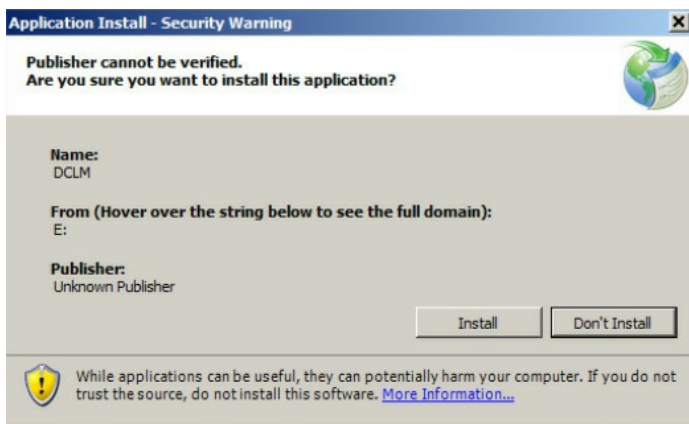 Application Install - Security Warning
Publisher cannot be verified.
Are you sure you want to install this application?
Name:
DCLM
From (Hover over the string below to see the full domain):
E:
Publisher:
Unknown Publisher
Install
Don't Install
While applications can be useful, they can potentially harm your computer. If you do not
trust the source, do not install this software. More Information...